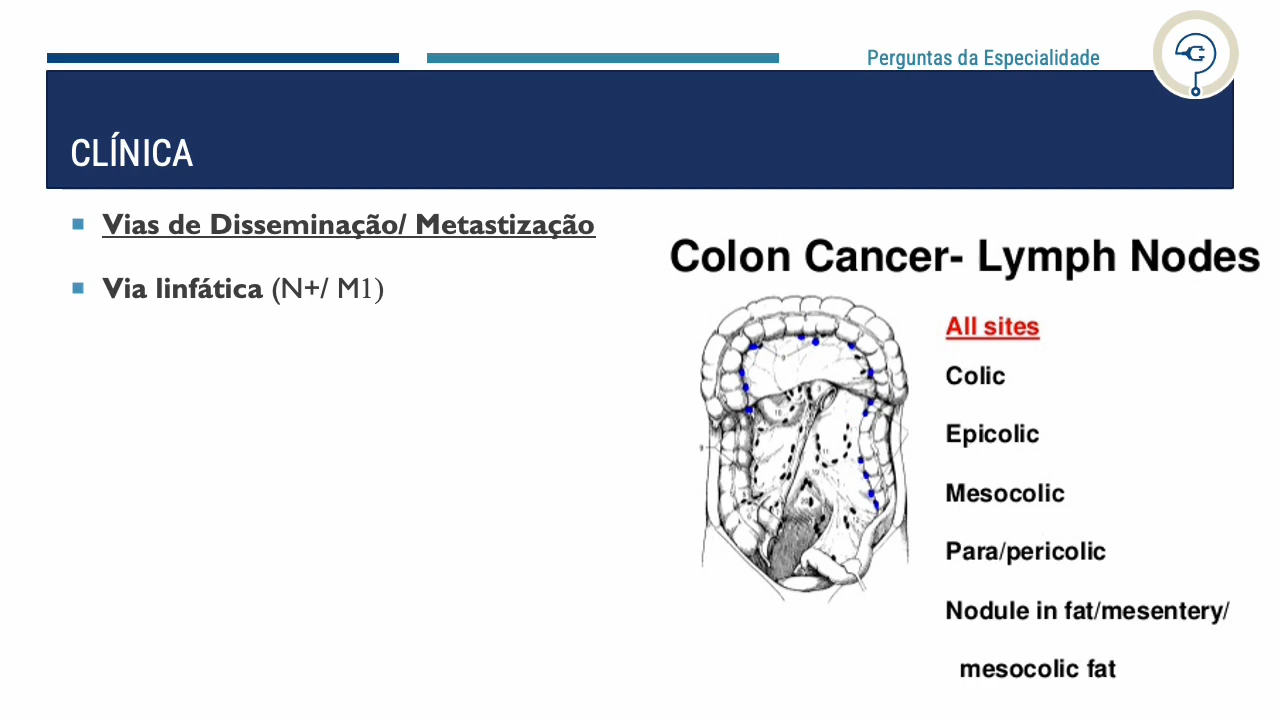 Perguntas da Especialidade
CLÍNICA
Vias de Disseminação/ Metastização
Via linfática (N+/ M1)
Colon Cancer- Lymph Nodes
All sites
Colic
Epicolic
Mesocolic
Para/pericolic
Nodule in fat/mesentery/
mesocolic fat